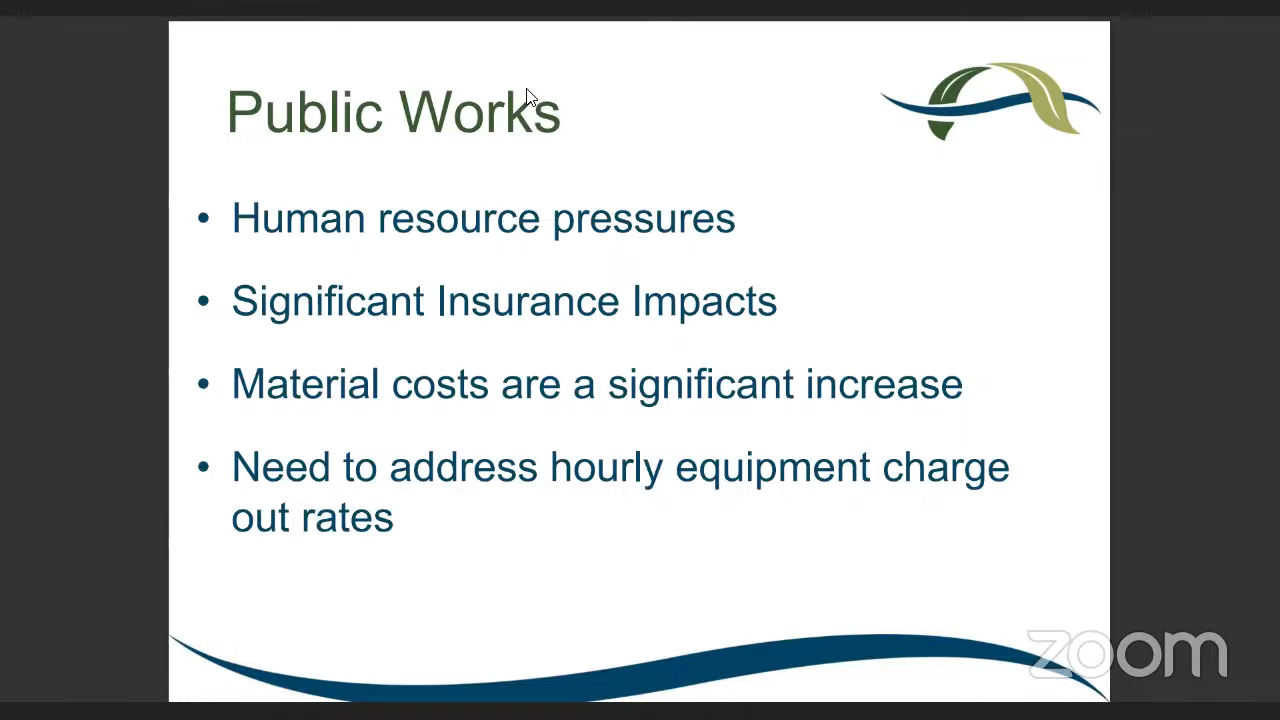 Public Works
• Human resource pressures
• Significant Insurance Impacts
• Material costs are a significant increase
• Need to address hourly equipment charge
out rates
zoom